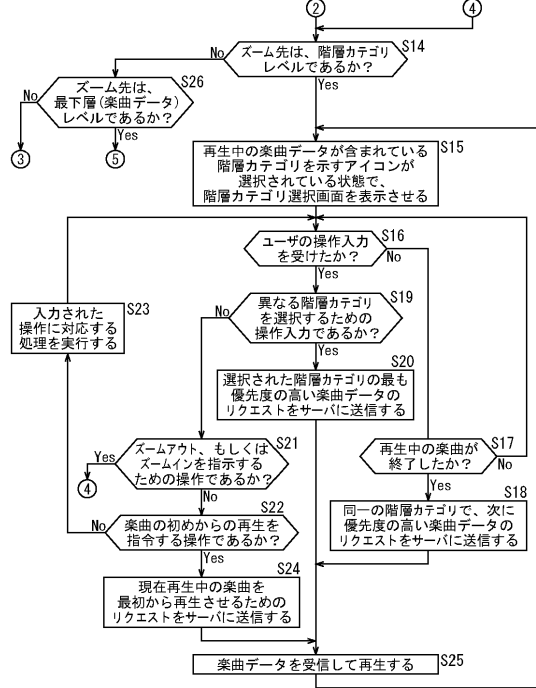 2
4
S14
ズーム先は、階層カテゴリ
レベルであるか？
No
Yes
S26
ズーム先は、
最下層(楽曲データ)
レベルであるか？
No
Yes
3
5
S15
再生中の楽曲データが含まれている
階層カテゴリを示すアイコンが
選択されている状態で、
階層カテゴリ選択画面を表示させる
S16
ユーザの操作入力
を受けたか？
No
Yes
S19
異なる階層カテゴリ
を選択するための
操作入力であるか？
No
Yes
S23
入力された
操作に対応する
処理を実行する
S20
選択された階層カテゴリの最も
優先度の高い楽曲データの
リクエストをサーバに送信する
S21
ズームアウト、もしくは
ズームインを指示する
ための操作であるか？
Yes
No
4
S17
再生中の楽曲が
終了したか？
No
Yes
S22
楽曲の初めからの再生を
指令する操作であるか？
No
Yes
S18
同一の階層カテゴリで、次に
優先度の高い楽曲データの
リクエストをサーバに送信する
S24
現在再生中の楽曲を
最初から再生させるための
リクエストをサーバに送信する
S25
楽曲データを受信して再生する